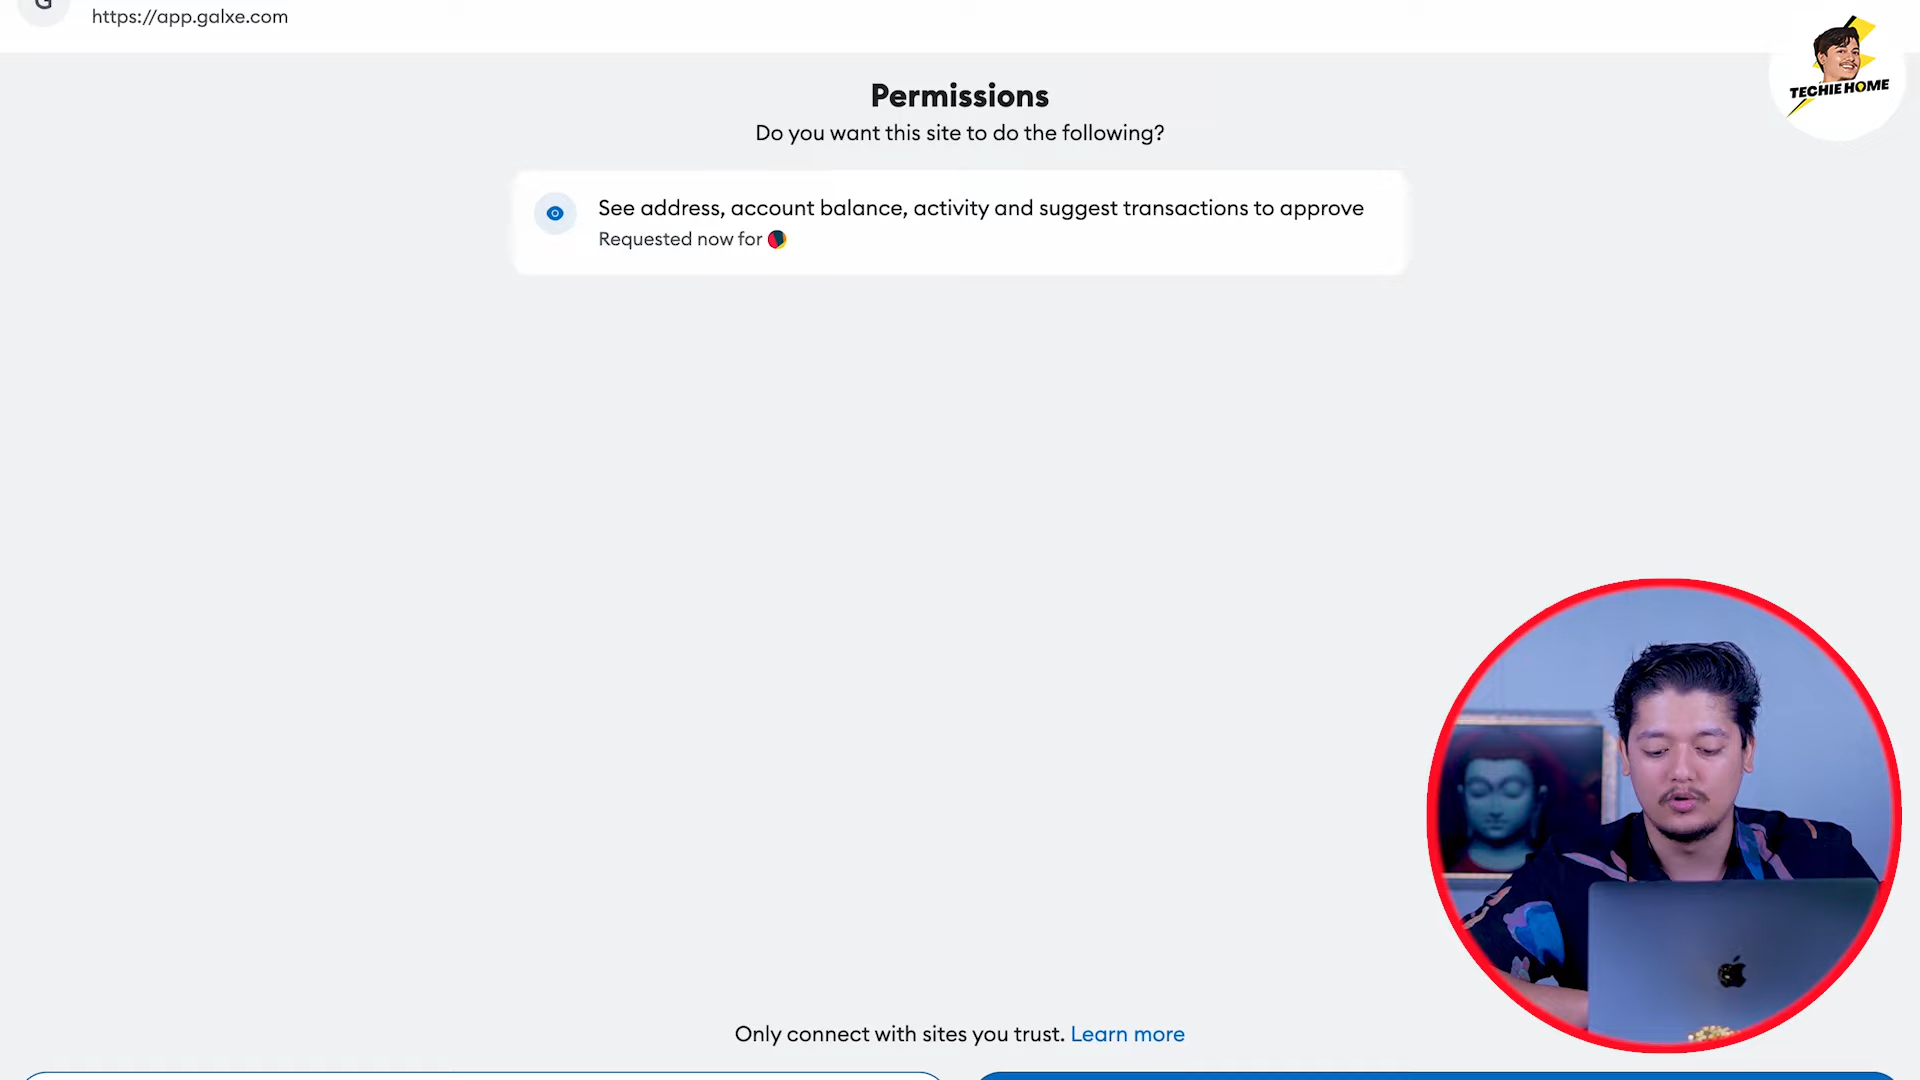 G
https://app.galxe.com
TECHIE HOME
Permissions
Do you want this site to do the following?
See address, account balance, activity and suggest transactions to approve
Requested now for
Only connect with sites you trust. Learn more